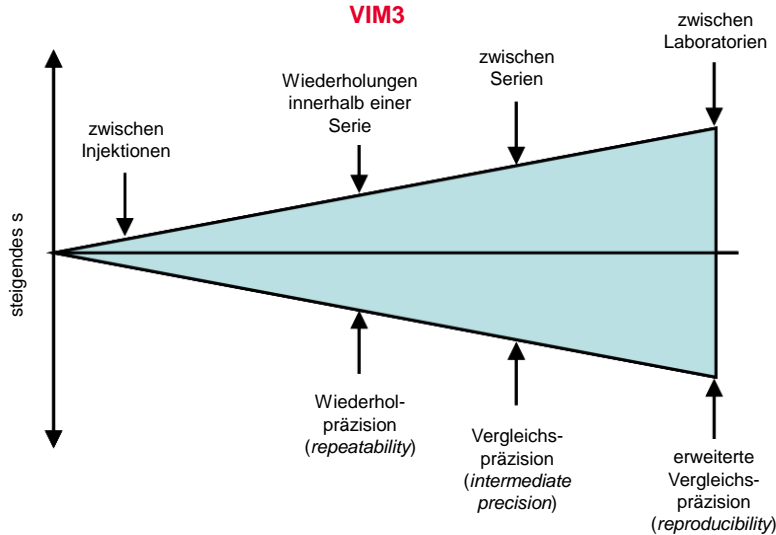 VIM3
zwischen
Laboratorien
zwischen
Serien
Wiederholungen
innerhalb einer
Serie
zwischen
Injektionen
steigendes s
Wiederhol-
präzision
(repeatability)
Vergleichs-
präzision
(intermediate
precision)
erweiterte
Vergleichs-
präzision
(reproducibility)